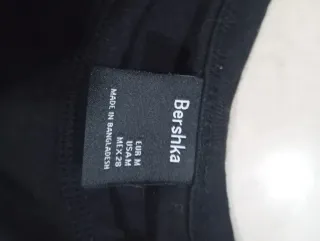 Bershka
EUR M
USA M
MEX 28
MADE IN BANGLADESH